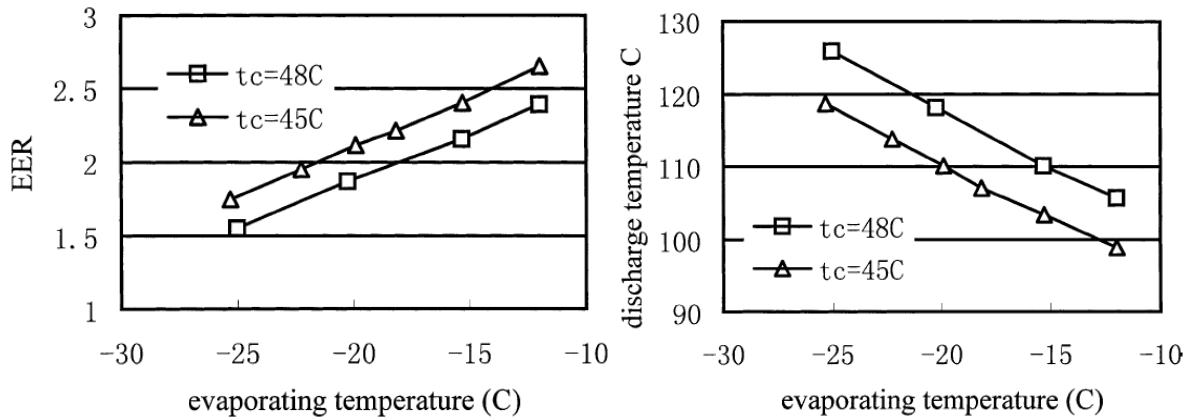 3
2.5
2
1.5
1
EER
tc=48C
tc=45C
-30
-25
-20
-15
-10
evaporating temperature (C)
130
120
110
100
90
discharge temperature C
tc=48C
tc=45C
-30
-25
-20
-15
-10
evaporating temperature (C)